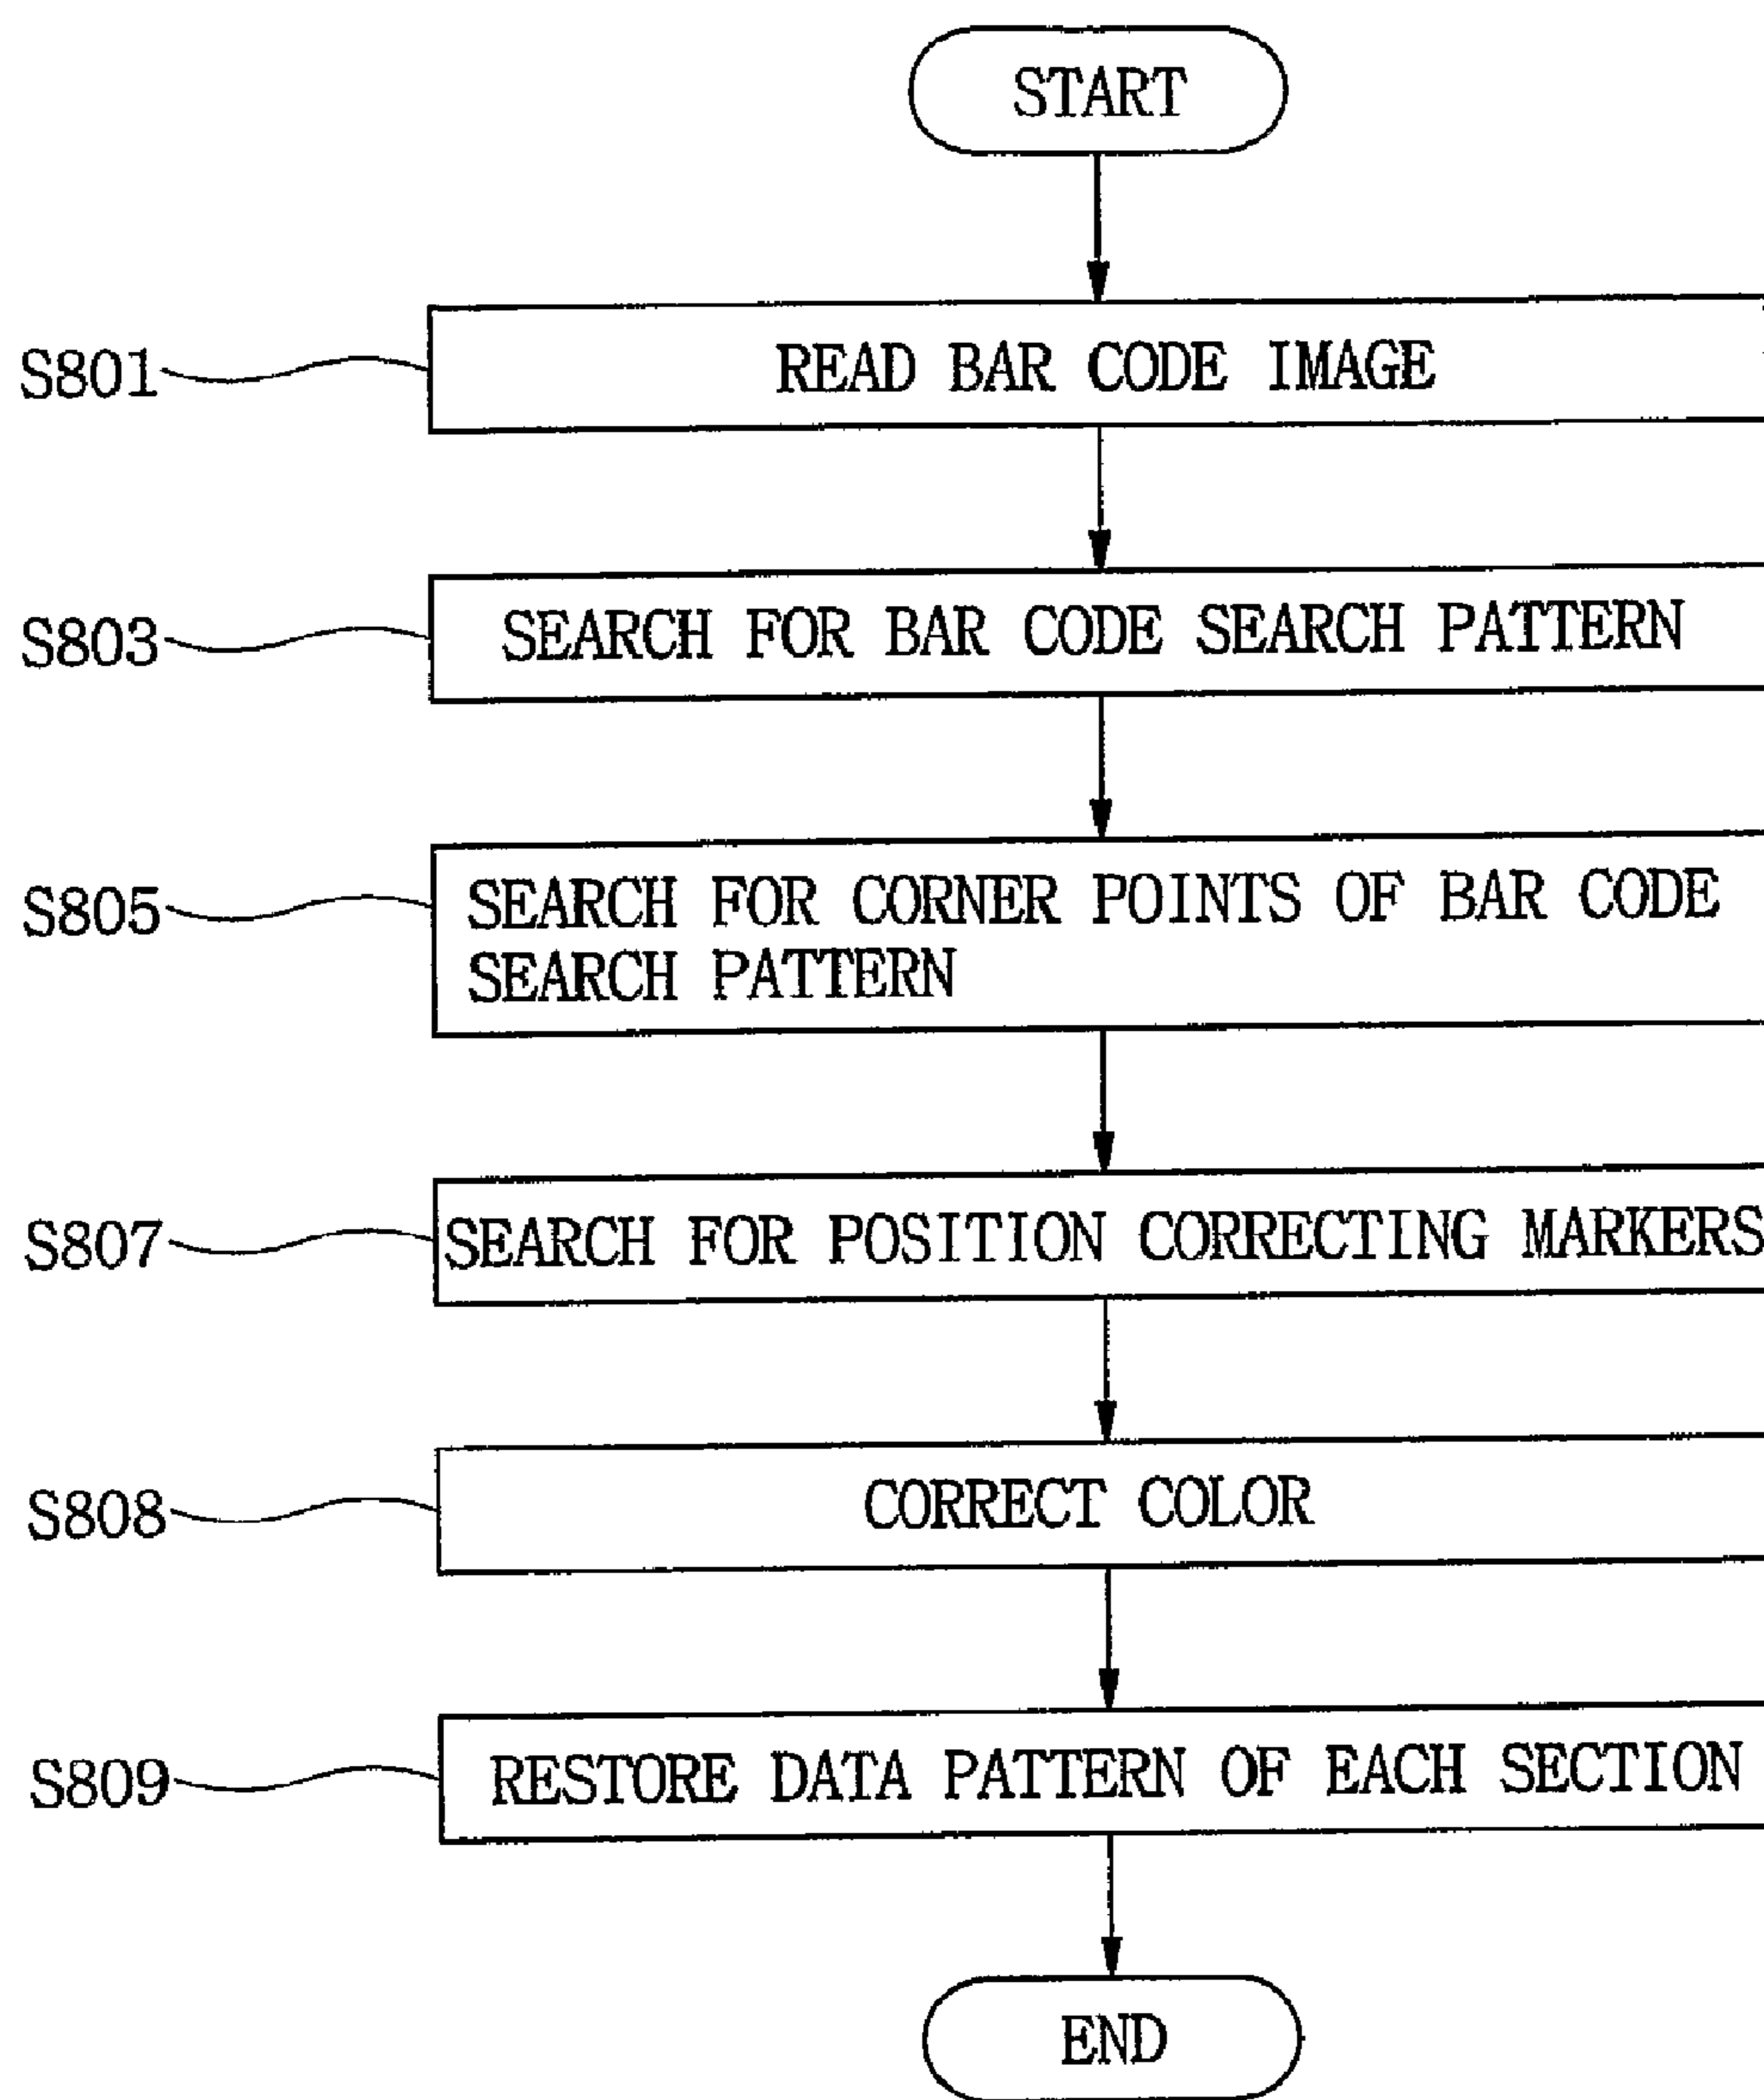 START
S801 READ BAR CODE IMAGE
S803 SEARCH FOR BAR CODE SEARCH PATTERN
S805 SEARCH FOR CORNER POINTS OF BAR CODE
SEARCH PATTERN
S807 SEARCH FOR POSITION CORRECTING MARKERS
S808 CORRECT COLOR
S809 RESTORE DATA PATTERN OF EACH SECTION
END